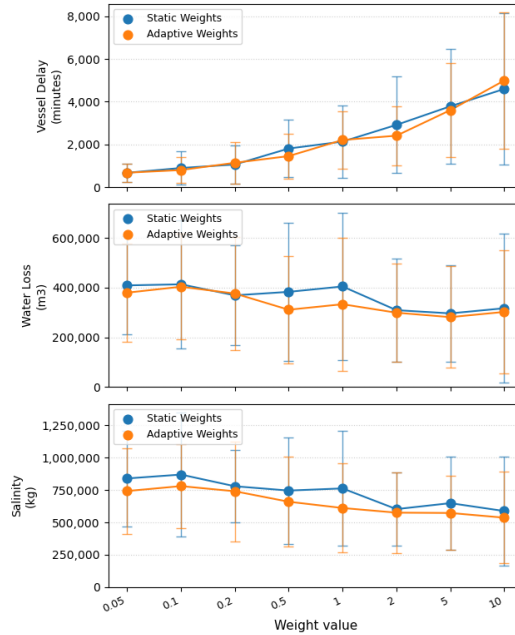 8,000
6,000
4,000
2,000
0
Vessel Delay
(minutes)
Static Weights
Adaptive Weights
600,000
400,000
200,000
0
Water Loss
(m3)
Static Weights
Adaptive Weights
1,250,000
1,000,000
750,000
500,000
250,000
0
Salinity
(kg)
Static Weights
Adaptive Weights
0.05 0.1 0.2 0.5 1 2 5 10
Weight value